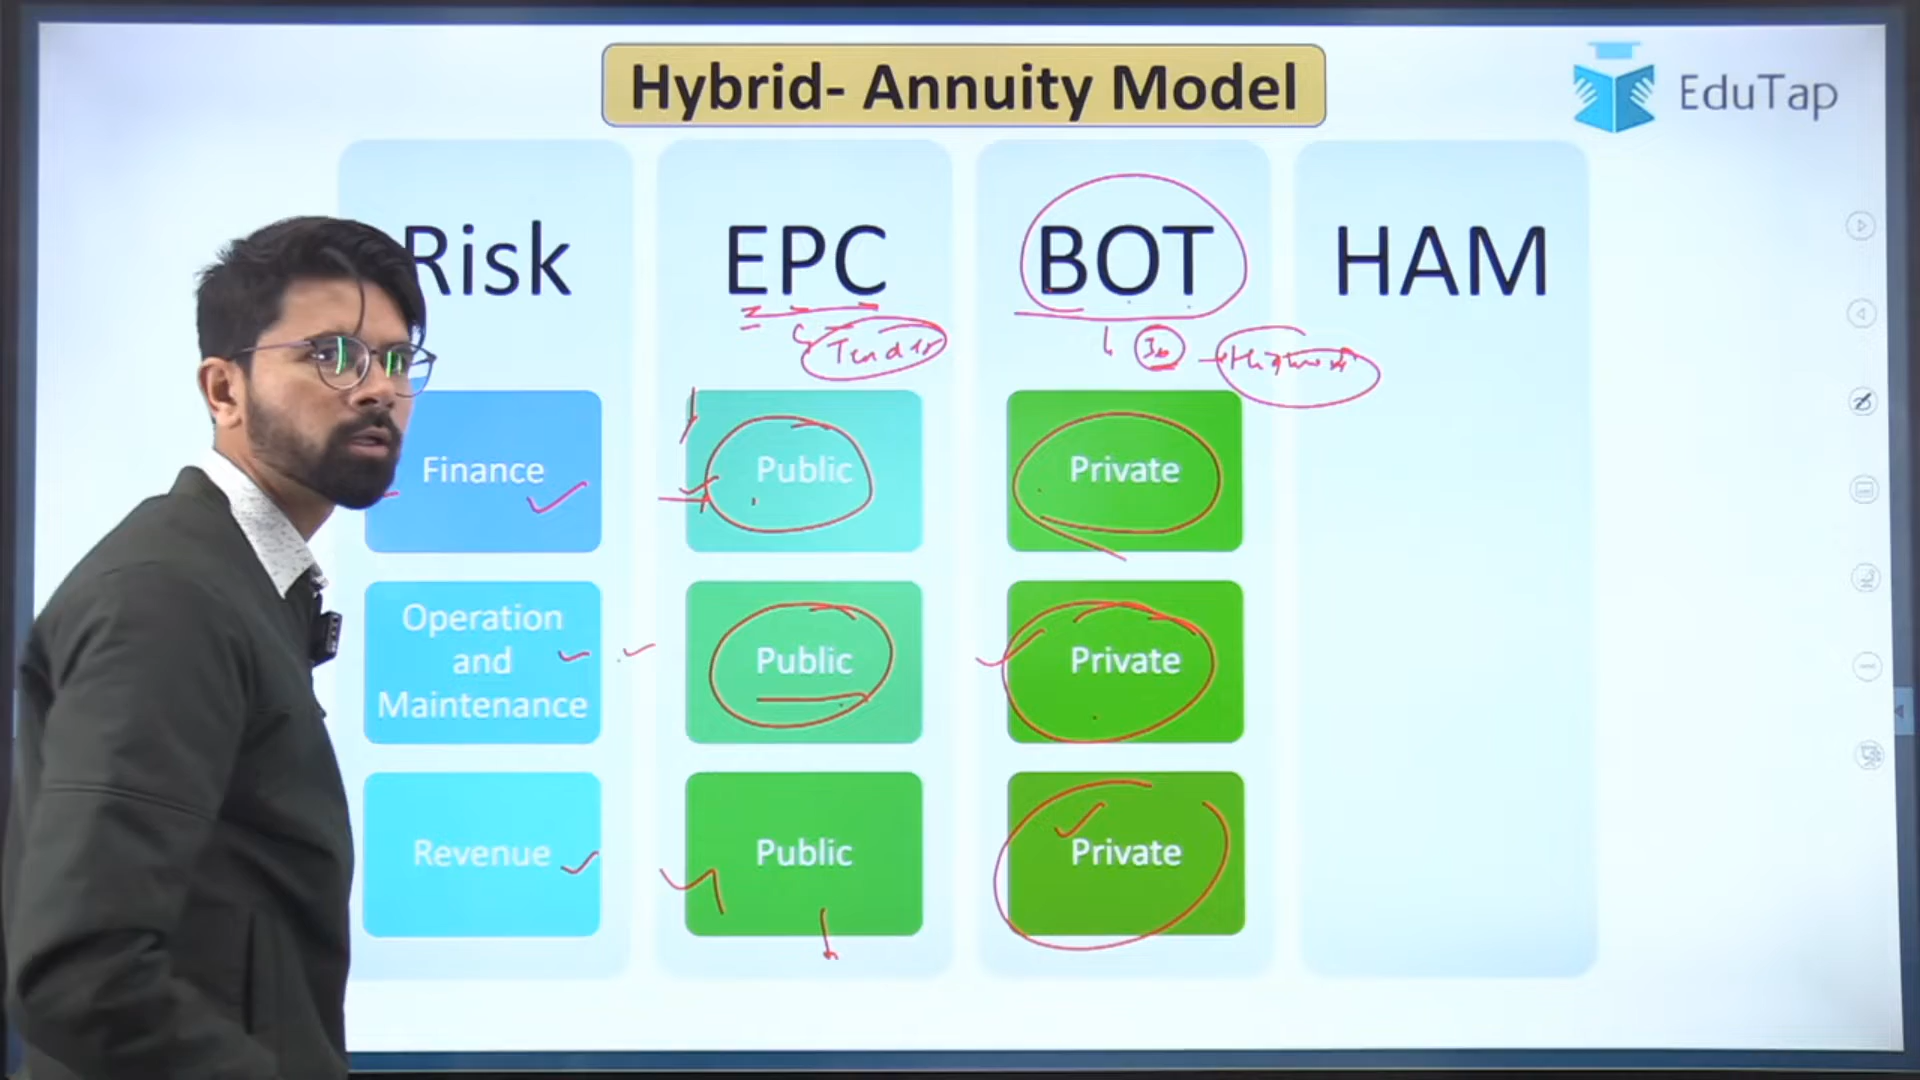 Hybrid- Annuity Model
EduTap
Risk
EPC
BOT
HAM
Tender
Highest
Finance
Public
Private
Operation
and
Maintenance
Public
Private
Revenue
Public
Private